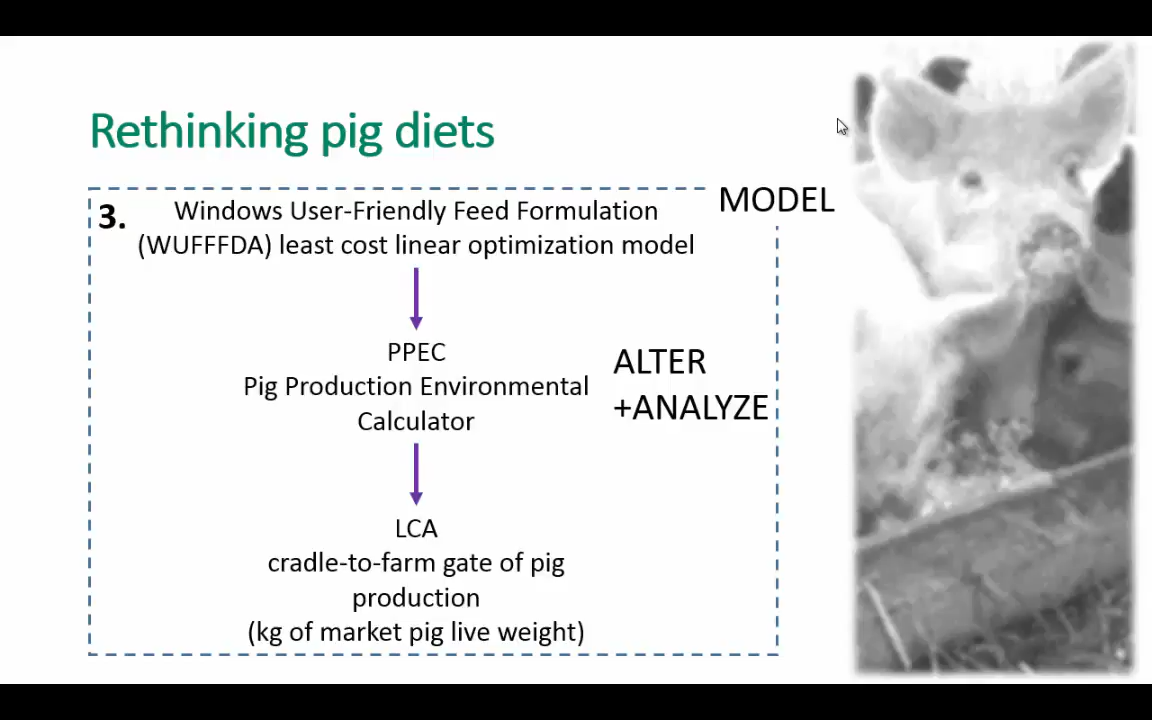 Rethinking pig diets
MODEL
3.
Windows User-Friendly Feed Formulation
(WUFFFDA) least cost linear optimization model
PPEC
Pig Production Environmental
Calculator
ALTER
+ANALYZE
LCA
cradle-to-farm gate of pig
production
(kg of market pig live weight)